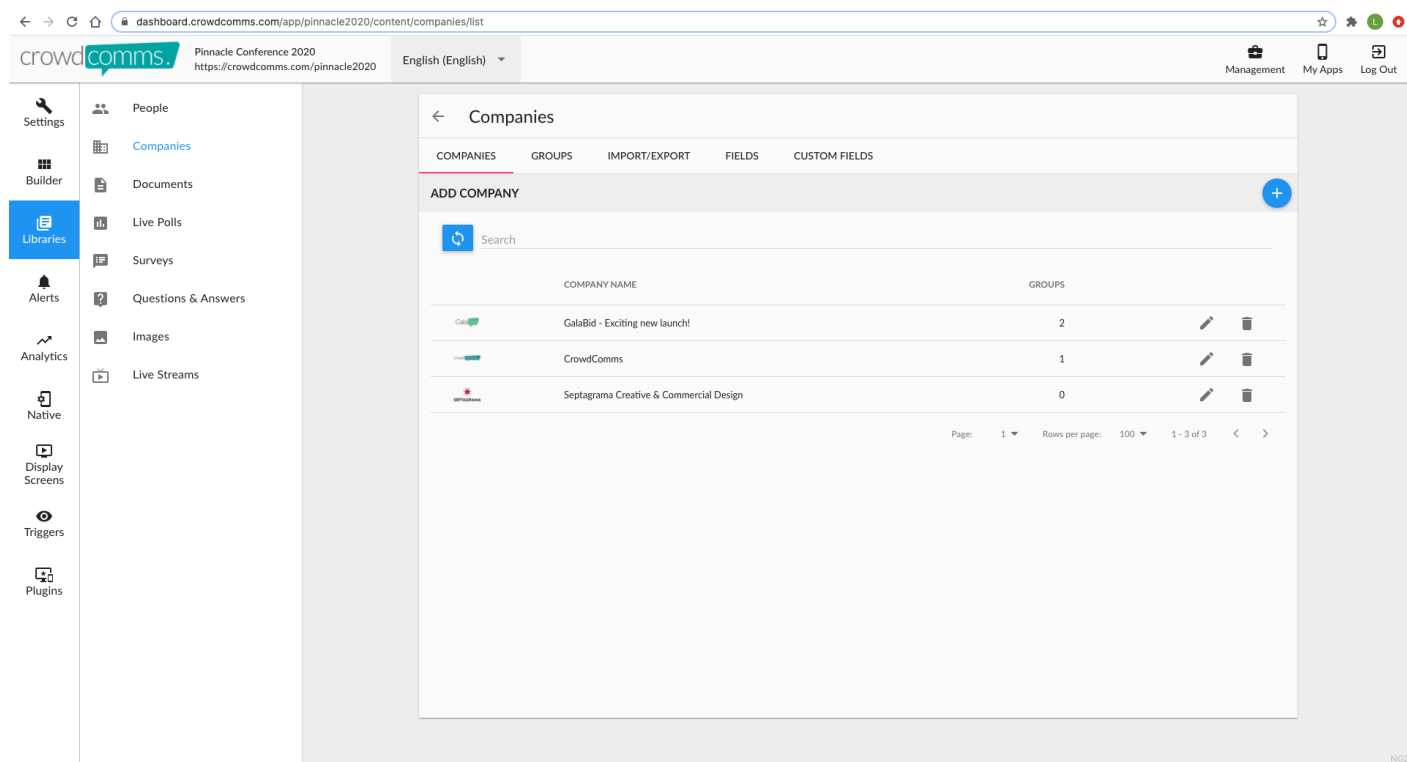 dashboard.crowdcomms.com/app/pinnacle2020/content/companies/list
L
crowdcomms.
Pinnacle Conference 2020
https://crowdcomms.com/pinnacle2020
English (English)
Management
My Apps
Log Out
Settings
Builder
Libraries
Alerts
Analytics
Native
Display
Screens
Triggers
Plugins
People
Companies
Documents
Live Polls
Surveys
Questions & Answers
Images
Live Streams
Companies
COMPANIES GROUPS IMPORT/EXPORT FIELDS CUSTOM FIELDS
ADD COMPANY
Search
COMPANY NAME GROUPS
GalaBid - Exciting new launch! 2
CrowdComms 1
SEPTAGRAMA Septagrama Creative & Commercial Design 0
Page: 1 Rows per page: 100 1 - 3 of 3
NG2